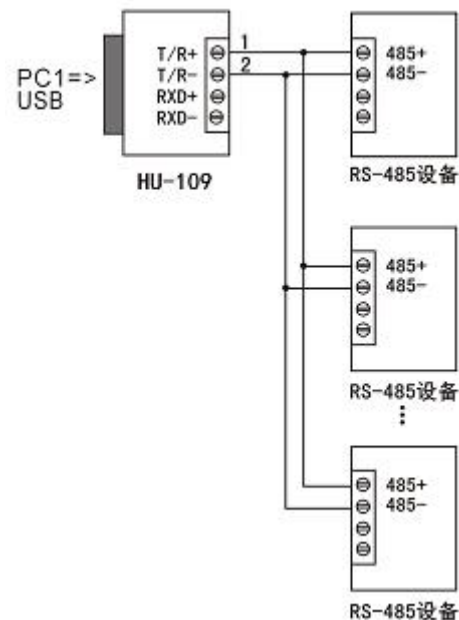 PC1=>
USB
T/R+
T/R-
RXD+
RXD-
1
2
HU-109
485+
485-
RS-485设备
485+
485-
RS-485设备
485+
485-
RS-485设备